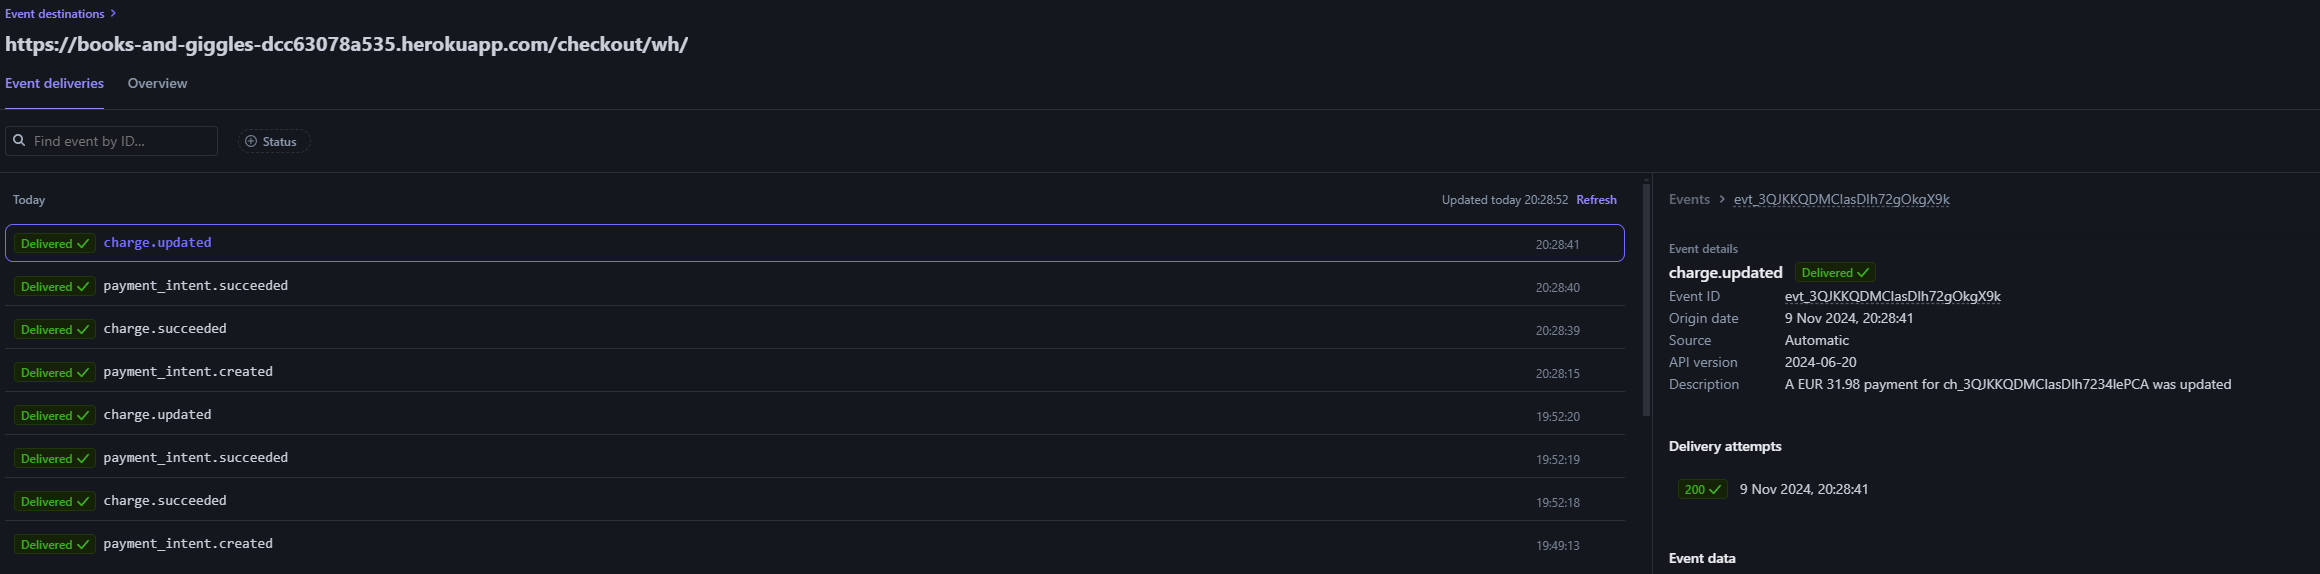 Event destinations
https://books-and-giggles-dcc63078a535.herokuapp.com/checkout/wh/
Event deliveries Overview
Find event by ID... Status
Today Updated today 20:28:52 Refresh
Delivered charge.updated 20:28:41
Delivered payment_intent.succeeded 20:28:40
Delivered charge.succeeded 20:28:39
Delivered payment_intent.created 20:28:15
Delivered charge.updated 19:52:20
Delivered payment_intent.succeeded 19:52:19
Delivered charge.succeeded 19:52:18
Delivered payment_intent.created 19:49:13
Events evt_3QJKKQDMCIasDIh72gOkgX9k
Event details
charge.updated Delivered
Event ID evt_3QJKKQDMCIasDIh72gOkgX9k
Origin date 9 Nov 2024, 20:28:41
Source Automatic
API version 2024-06-20
Description A EUR 31.98 payment for ch_3QJKKQDMCIasDIh7234IePCA was updated
Delivery attempts
200 9 Nov 2024, 20:28:41
Event data